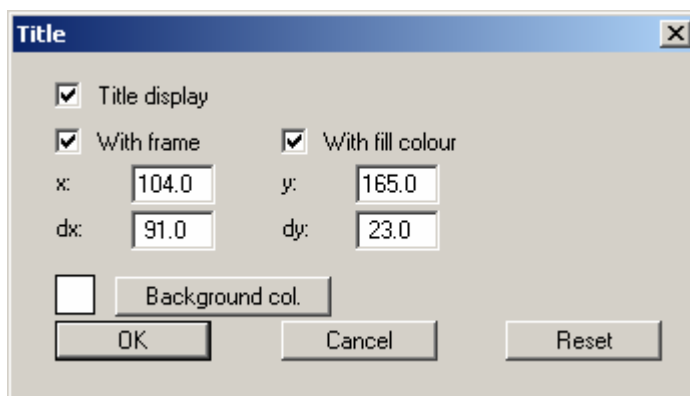 Title
Title display
With frame With fill colour
x: 104.0 y: 165.0
dx: 91.0 dy: 23.0
Background col.
OK Cancel Reset